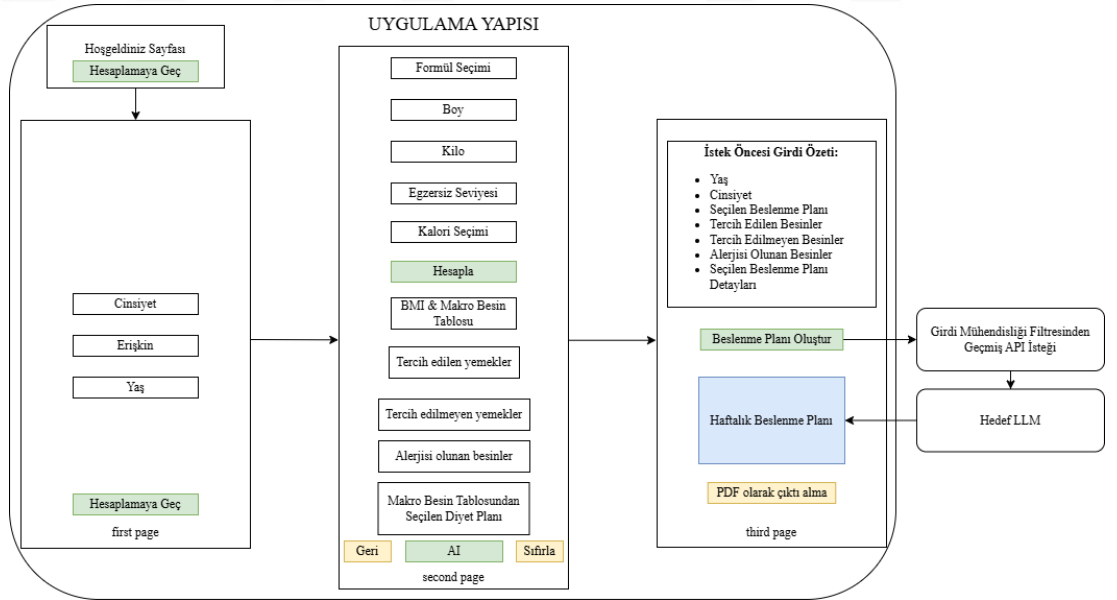 UYGULAMA YAPISI
Hoşgeldiniz Sayfası
Hesaplamaya Geç
Cinsiyet
Erişkin
Yaş
Hesaplamaya Geç
first page
Formül Seçimi
Boy
Kilo
Egzersiz Seviyesi
Kalori Seçimi
Hesapla
BMI & Makro Besin
Tablosu
Tercih edilen yemekler
Tercih edilmeyen yemekler
Alerjisi olunan besinler
Makro Besin Tablosundan
Seçilen Diyet Planı
Geri
AI
Sıfırla
second page
İstek Öncesi Girdi Özeti:
• Yaş
• Cinsiyet
• Seçilen Beslenme Planı
• Tercih Edilen Besinler
• Tercih Edilmeyen Besinler
• Alerjisi Olunan Besinler
• Seçilen Beslenme Planı
Detayları
Beslenme Planı Oluştur
Haftalık Beslenme Planı
PDF olarak çıktı alma
third page
Girdi Mühendisliği Filtresinden
Geçmiş API İsteği
Hedef LLM